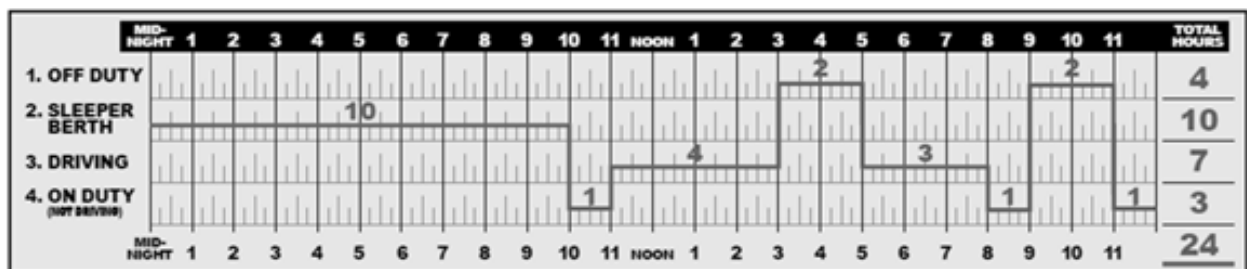 MID-NIGHT 1 2 3 4 5 6 7 8 9 10 11 NOON 1 2 3 4 5 6 7 8 9 10 11 TOTAL HOURS
1. OFF DUTY 2 2 4
2. SLEEPER BERTH 10 10
3. DRIVING 4 3 7
4. ON DUTY (NOT DRIVING) 1 1 1 3
MID-NIGHT 1 2 3 4 5 6 7 8 9 10 11 NOON 1 2 3 4 5 6 7 8 9 10 11 24